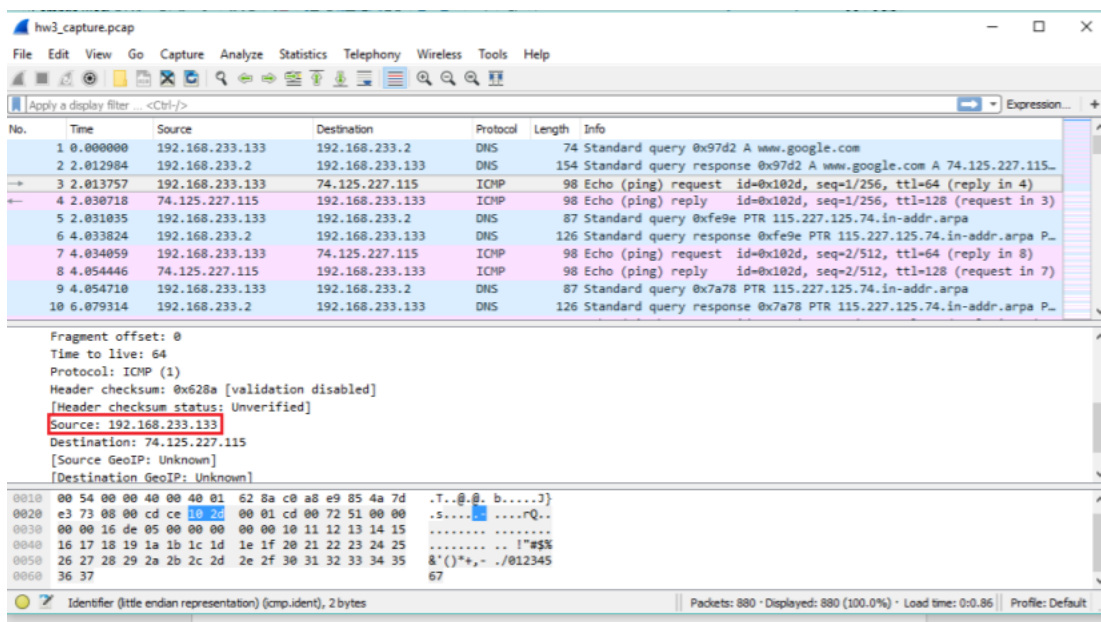 hw3_capture.pcap
File Edit View Go Capture Analyze Statistics Telephony Wireless Tools Help
Apply a display filter ... <Ctrl-/> Expression... +
No. Time Source Destination Protocol Length Info
1 0.000000 192.168.233.133 192.168.233.2 DNS 74 Standard query 0x97d2 A www.google.com
2 2.012984 192.168.233.2 192.168.233.133 DNS 154 Standard query response 0x97d2 A www.google.com A 74.125.227.115…
3 2.013757 192.168.233.133 74.125.227.115 ICMP 98 Echo (ping) request id=0x102d, seq=1/256, ttl=64 (reply in 4)
4 2.030718 74.125.227.115 192.168.233.133 ICMP 98 Echo (ping) reply id=0x102d, seq=1/256, ttl=128 (request in 3)
5 2.031035 192.168.233.133 192.168.233.2 DNS 87 Standard query 0xfe9e PTR 115.227.125.74.in-addr.arpa
6 4.033824 192.168.233.2 192.168.233.133 DNS 126 Standard query response 0xfe9e PTR 115.227.125.74.in-addr.arpa P…
7 4.034059 192.168.233.133 74.125.227.115 ICMP 98 Echo (ping) request id=0x102d, seq=2/512, ttl=64 (reply in 8)
8 4.054446 74.125.227.115 192.168.233.133 ICMP 98 Echo (ping) reply id=0x102d, seq=2/512, ttl=128 (request in 7)
9 4.054710 192.168.233.133 192.168.233.2 DNS 87 Standard query 0x7a78 PTR 115.227.125.74.in-addr.arpa
10 6.079314 192.168.233.2 192.168.233.133 DNS 126 Standard query response 0x7a78 PTR 115.227.125.74.in-addr.arpa P…
Fragment offset: 0
Time to live: 64
Protocol: ICMP (1)
Header checksum: 0x628a [validation disabled]
[Header checksum status: Unverified]
Source: 192.168.233.133
Destination: 74.125.227.115
[Source GeoIP: Unknown]
[Destination GeoIP: Unknown]
0010 00 54 00 00 40 00 40 01 62 8a c0 a8 e9 85 4a 7d .T..@.@. b.....J}
0020 e3 73 08 00 cd ce 10 2d 00 01 cd 00 72 51 00 00 .s.....- ....rQ..
0030 00 00 16 de 05 00 00 00 00 00 10 11 12 13 14 15 ........ ........
0040 16 17 18 19 1a 1b 1c 1d 1e 1f 20 21 22 23 24 25 ........ .. !"#$%
0050 26 27 28 29 2a 2b 2c 2d 2e 2f 30 31 32 33 34 35 &'()*+,- ./012345
0060 36 37 67
Identifier (little endian representation) (icmp.ident), 2 bytes Packets: 880 · Displayed: 880 (100.0%) · Load time: 0:0.86 Profile: Default